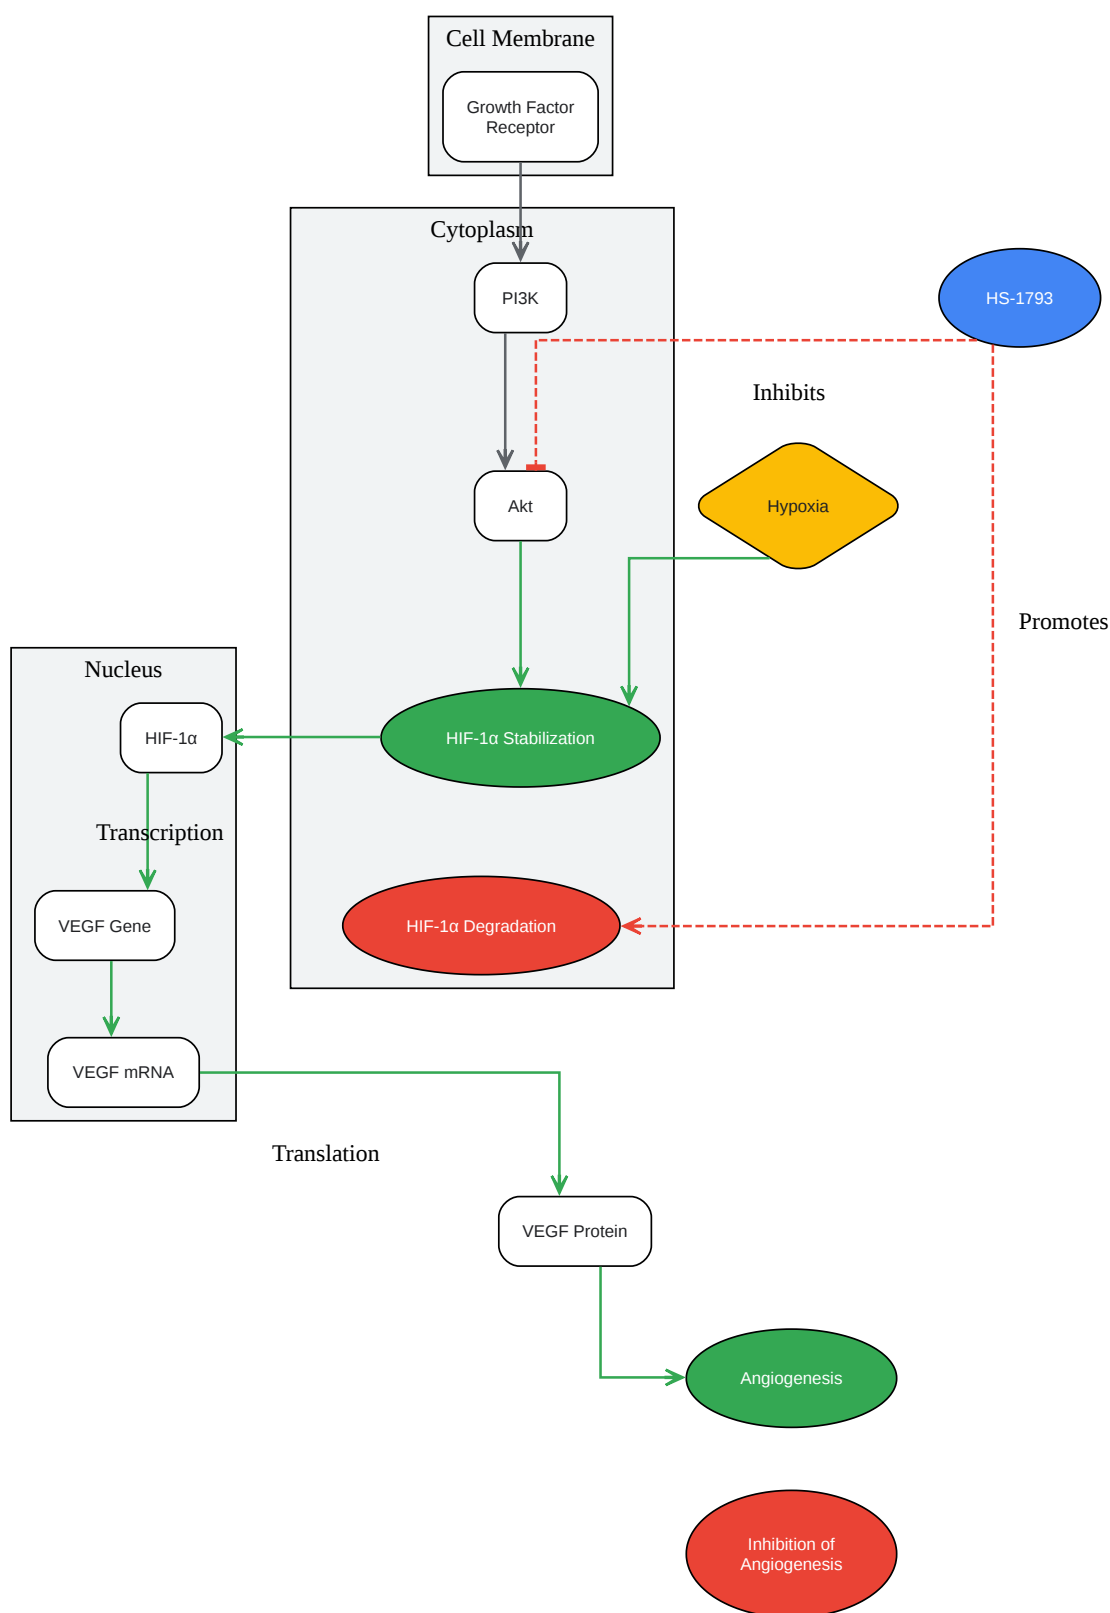 Cell Membrane
Growth Factor
Receptor
Cytoplasm
PI3K
HS-1793
Inhibits
Akt
Hypoxia
Promotes
Nucleus
HIF-1α
HIF-1α Stabilization
Transcription
VEGF Gene
HIF-1α Degradation
VEGF mRNA
Translation
VEGF Protein
Angiogenesis
Inhibition of
Angiogenesis